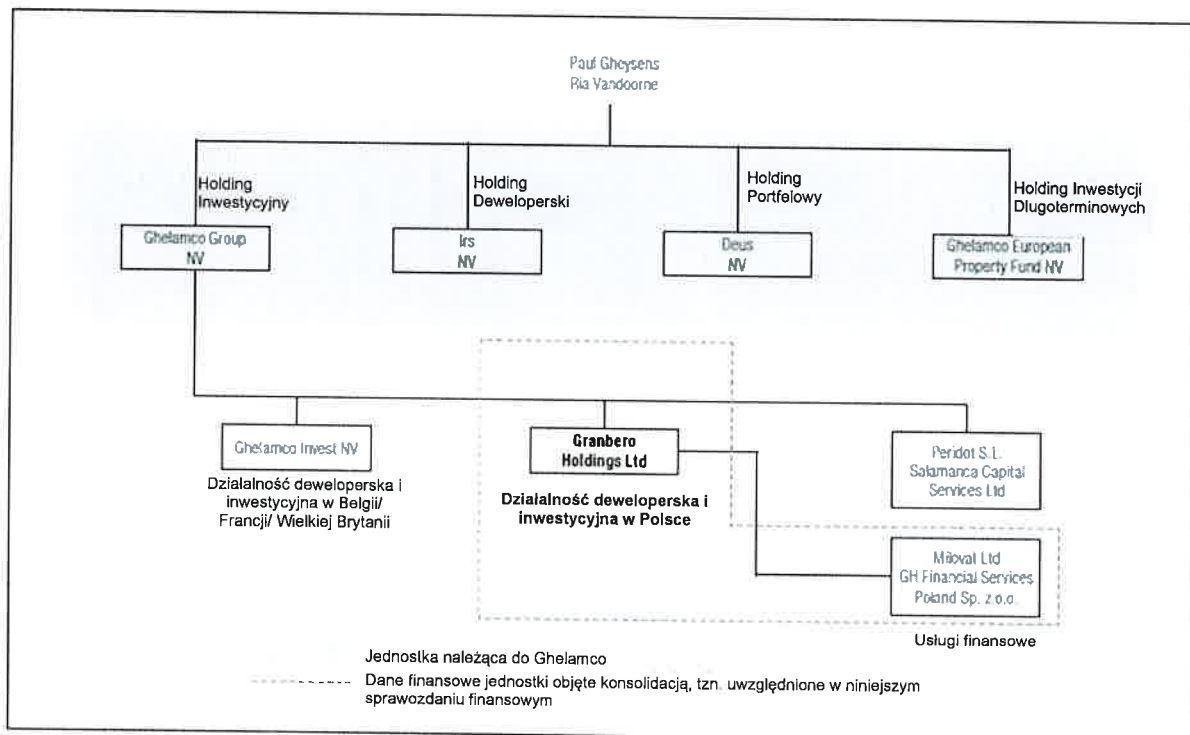 Paul Gheysens
Ria Vandoorne
Holding
Inwestycyjny
Holding
Deweloperski
Holding
Portfelowy
Holding Inwestycji
Długoterminowych
Ghelamco Group
NV
Irs
NV
Deus
NV
Ghelamco European
Property Fund NV
Ghelamco Invest NV
Działalność deweloperska i
inwestycyjna w Belgii/
Francji/ Wielkiej Brytanii
Granbero
Holdings Ltd
Działalność deweloperska i
inwestycyjna w Polsce
Peridot S.L.
Salamanca Capital
Services Ltd
Miloval Ltd
GH Financial Services
Poland Sp. z.o.o.
Usługi finansowe
Jednostka należąca do Ghelamco
Dane finansowe jednostki objęte konsolidacją, tzn. uwzględnione w niniejszym
sprawozdaniu finansowym